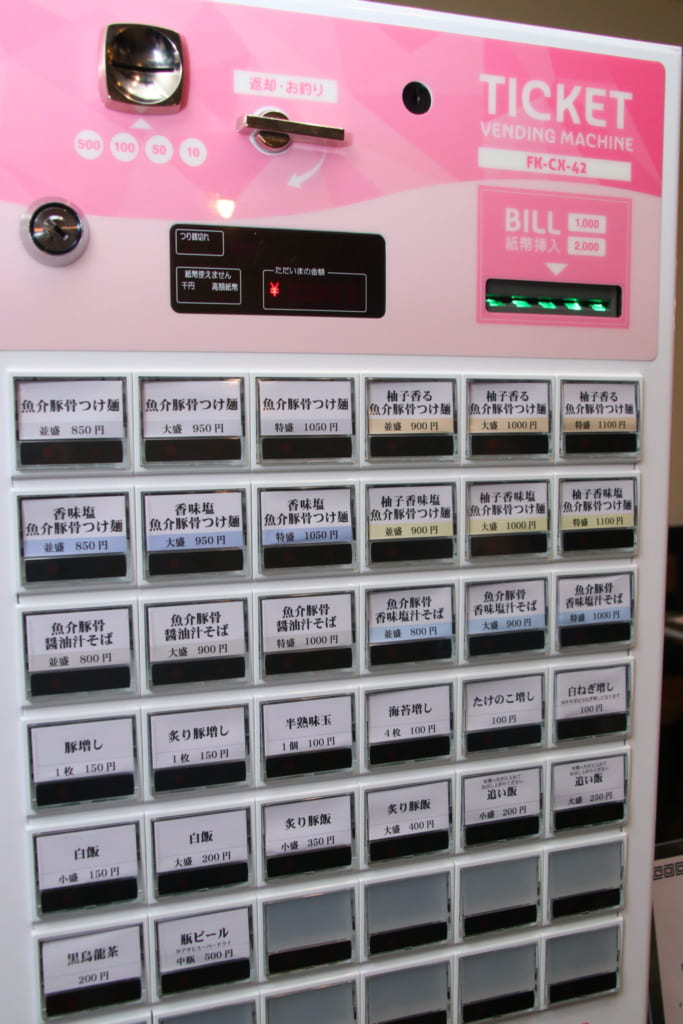 返却・お釣り
500 100 50 10
TICKET
VENDING MACHINE
FK-CX-42
BILL 1,000
紙幣挿入 2,000
つり銭切れ
紙幣使えません
千円 高額紙幣
ただいまの金額
¥
魚介豚骨つけ麺
並盛 850円
魚介豚骨つけ麺
大盛 950円
魚介豚骨つけ麺
特盛 1050円
柚子香る
魚介豚骨つけ麺
並盛 900円
柚子香る
魚介豚骨つけ麺
大盛 1000円
柚子香る
魚介豚骨つけ麺
特盛 1100円
香味塩
魚介豚骨つけ麺
並盛 850円
香味塩
魚介豚骨つけ麺
大盛 950円
香味塩
魚介豚骨つけ麺
特盛 1050円
柚子香味塩
魚介豚骨つけ麺
並盛 900円
柚子香味塩
魚介豚骨つけ麺
大盛 1000円
柚子香味塩
魚介豚骨つけ麺
特盛 1100円
魚介豚骨
醤油汁そば
並盛 800円
魚介豚骨
醤油汁そば
大盛 900円
魚介豚骨
醤油汁そば
特盛 1000円
魚介豚骨
香味塩汁そば
並盛 800円
魚介豚骨
香味塩汁そば
大盛 900円
魚介豚骨
香味塩汁そば
特盛 1000円
豚増し
1枚 150円
炙り豚増し
1枚 150円
半熟味玉
1個 100円
海苔増し
4枚 100円
たけのこ増し
100円
白ねぎ増し
100円
白飯
小盛 150円
白飯
大盛 200円
炙り豚飯
小盛 350円
炙り豚飯
大盛 400円
追い飯
小盛 200円
追い飯
大盛 250円
黒烏龍茶
200円
瓶ビール
※アサヒスーパードライ
中瓶 500円